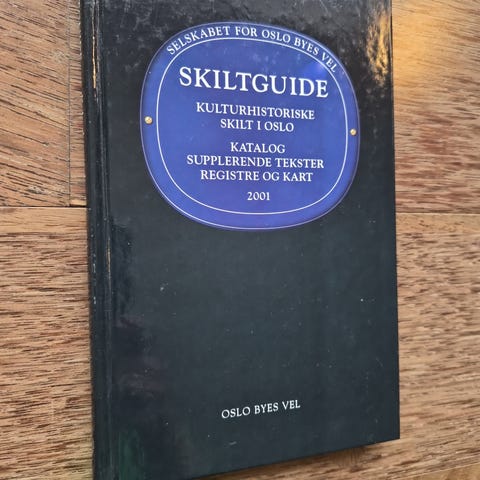 SELSKABET FOR OSLO BYES VEL
SKILTGUIDE
KULTURHISTORISKE
SKILT I OSLO
KATALOG
SUPPLERENDE TEKSTER
REGISTRE OG KART
2001
OSLO BYES VEL